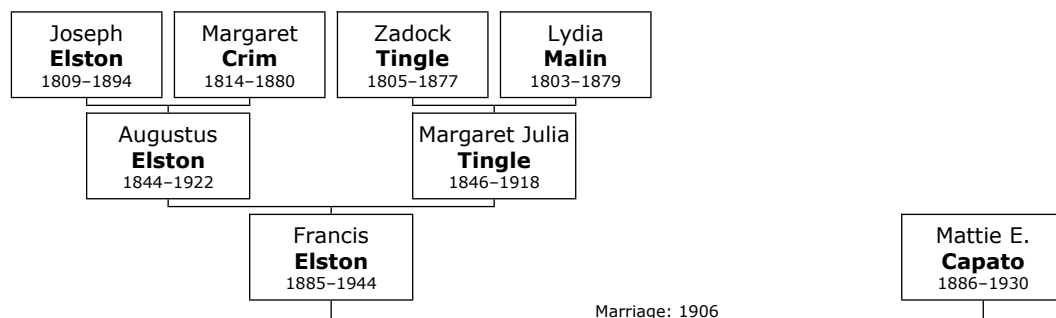 Joseph
Elston
1809–1894
Margaret
Crim
1814–1880
Zadock
Tingle
1805–1877
Lydia
Malin
1803–1879
Augustus
Elston
1844–1922
Margaret Julia
Tingle
1846–1918
Francis
Elston
1885–1944
Mattie E.
Capato
1886–1930
Marriage: 1906